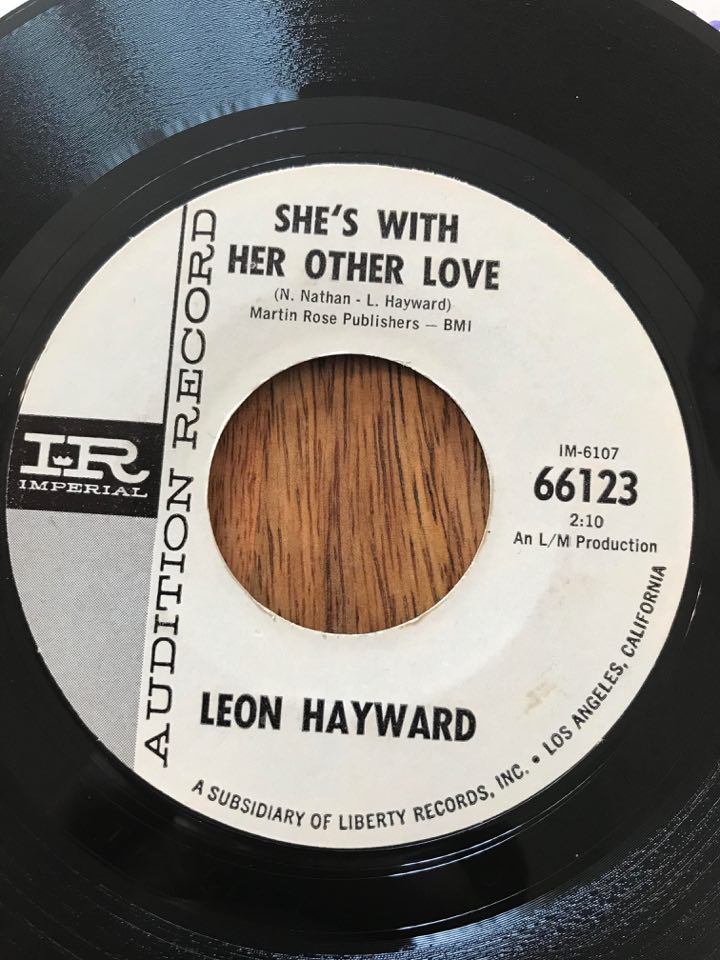 SHE'S WITH
HER OTHER LOVE
(N. Nathan - L. Hayward)
Martin Rose Publishers — BMI
AUDITION RECORD
IR
IMPERIAL
IM-6107
66123
2:10
An L/M Production
LEON HAYWARD
A SUBSIDIARY OF LIBERTY RECORDS, INC. • LOS ANGELES, CALIFORNIA